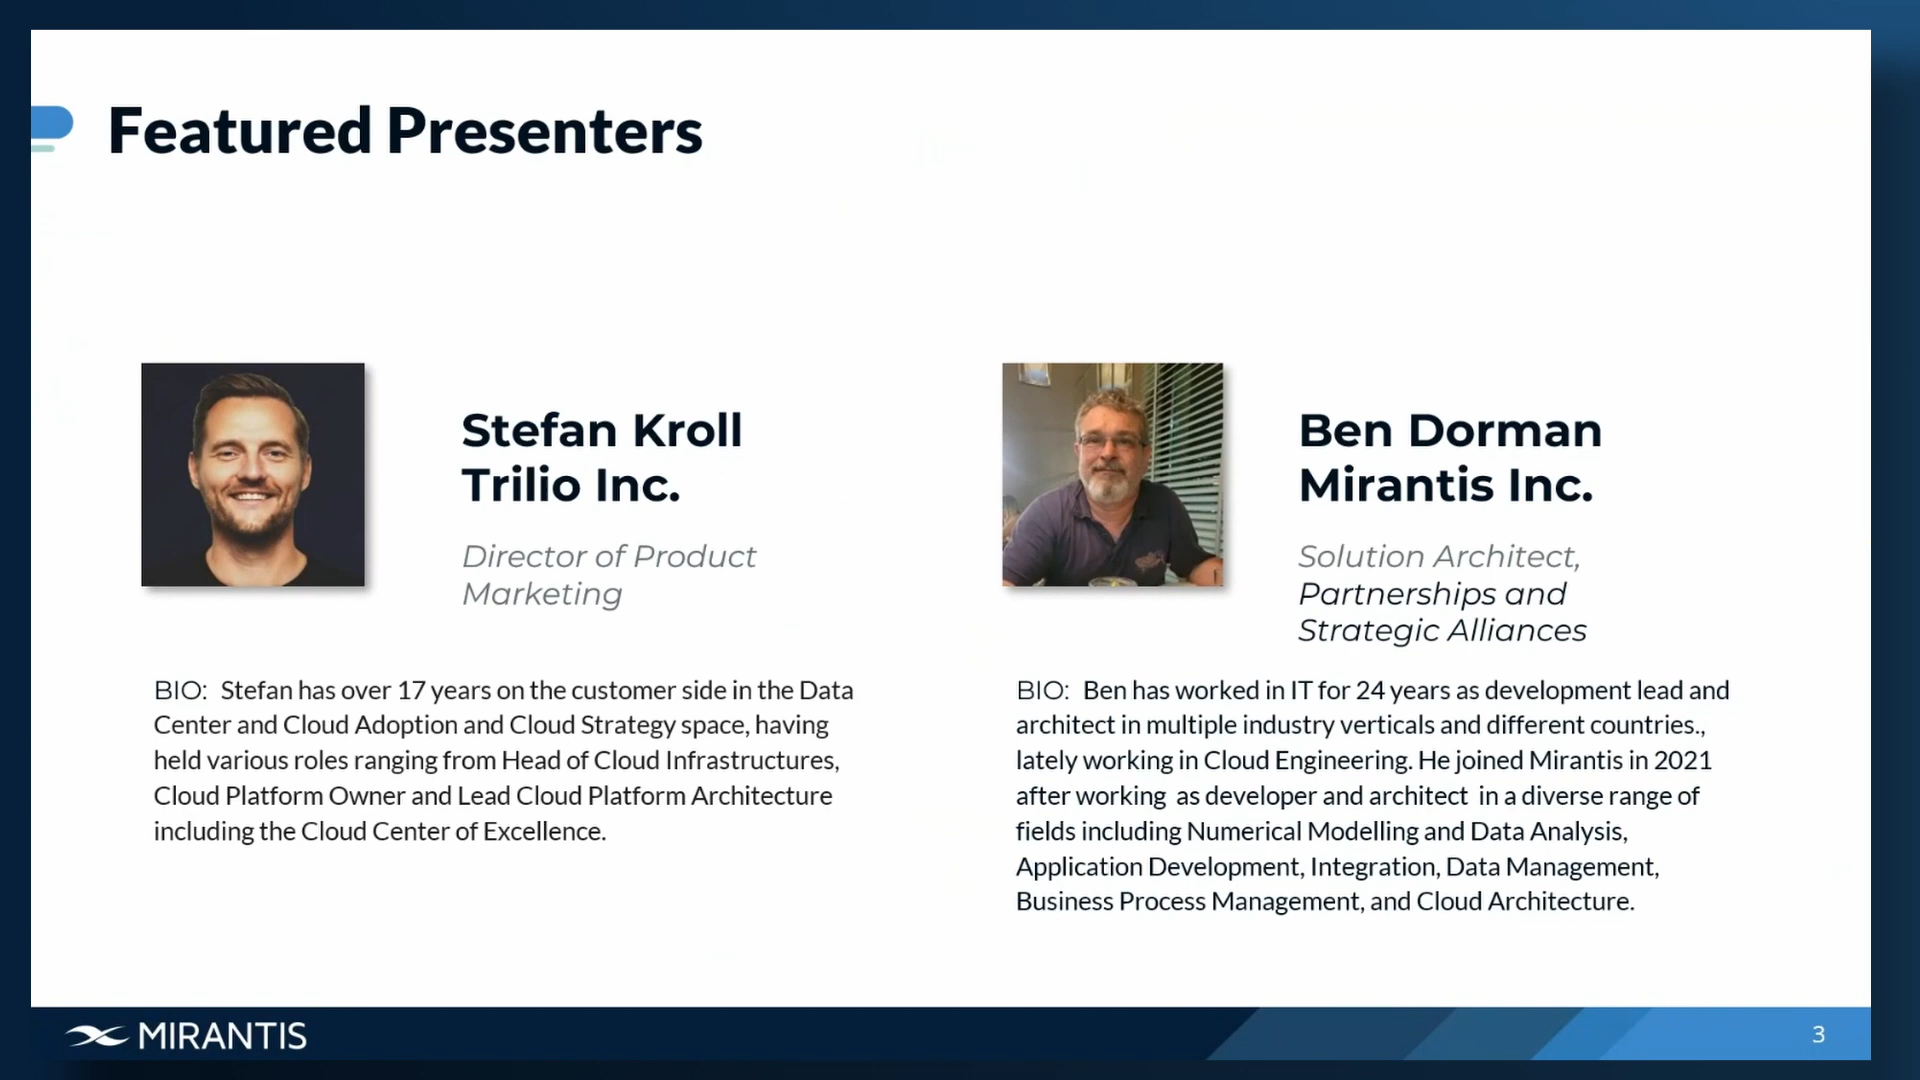 Featured Presenters
Stefan Kroll
Trilio Inc.
Director of Product
Marketing
BIO: Stefan has over 17 years on the customer side in the Data
Center and Cloud Adoption and Cloud Strategy space, having
held various roles ranging from Head of Cloud Infrastructures,
Cloud Platform Owner and Lead Cloud Platform Architecture
including the Cloud Center of Excellence.
Ben Dorman
Mirantis Inc.
Solution Architect,
Partnerships and
Strategic Alliances
BIO: Ben has worked in IT for 24 years as development lead and
architect in multiple industry verticals and different countries.,
lately working in Cloud Engineering. He joined Mirantis in 2021
after working as developer and architect in a diverse range of
fields including Numerical Modelling and Data Analysis,
Application Development, Integration, Data Management,
Business Process Management, and Cloud Architecture.
MIRANTIS
3